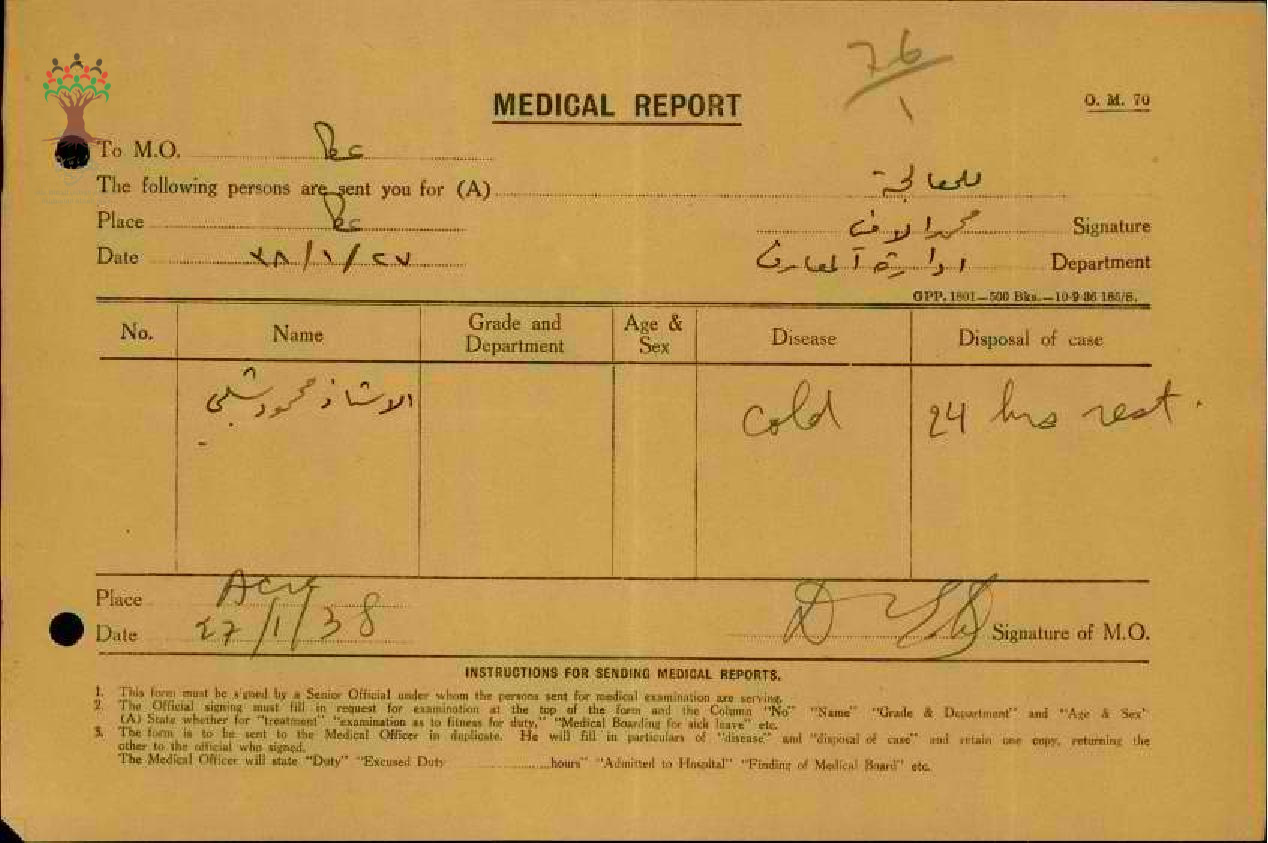 76
1
MEDICAL REPORT
O. M. 70
To M.O. عكا
The following persons are sent you for (A) للمعالجة
Place عكا
Signature
Date ٢٧/١/٣٨
Department ادارة المعارف
GPP. 1801—500 Bks.—10-9-36 185/S.
No. Name Grade and Department Age & Sex Disease Disposal of case
الاستاذ محمود شلبي cold 24 hrs rest.
Place Acre
Date 27/1/38
Signature of M.O.
INSTRUCTIONS FOR SENDING MEDICAL REPORTS.
1. This form must be signed by a Senior Official under whom the persons sent for medical examination are serving.
2. The Official signing must fill in request for examination at the top of the form and the Column "No" "Name" "Grade & Department" and "Age & Sex"
(A) State whether for "treatment" "examination as to fitness for duty," "Medical Boarding for sick leave" etc.
3. The form is to be sent to the Medical Officer in duplicate. He will fill in particulars of "disease" and "disposal of case" and retain one copy, returning the
other to the official who signed.
The Medical Officer will state "Duty" "Excused Duty ........ hours" "Admitted to Hospital" "Finding of Medical Board" etc.